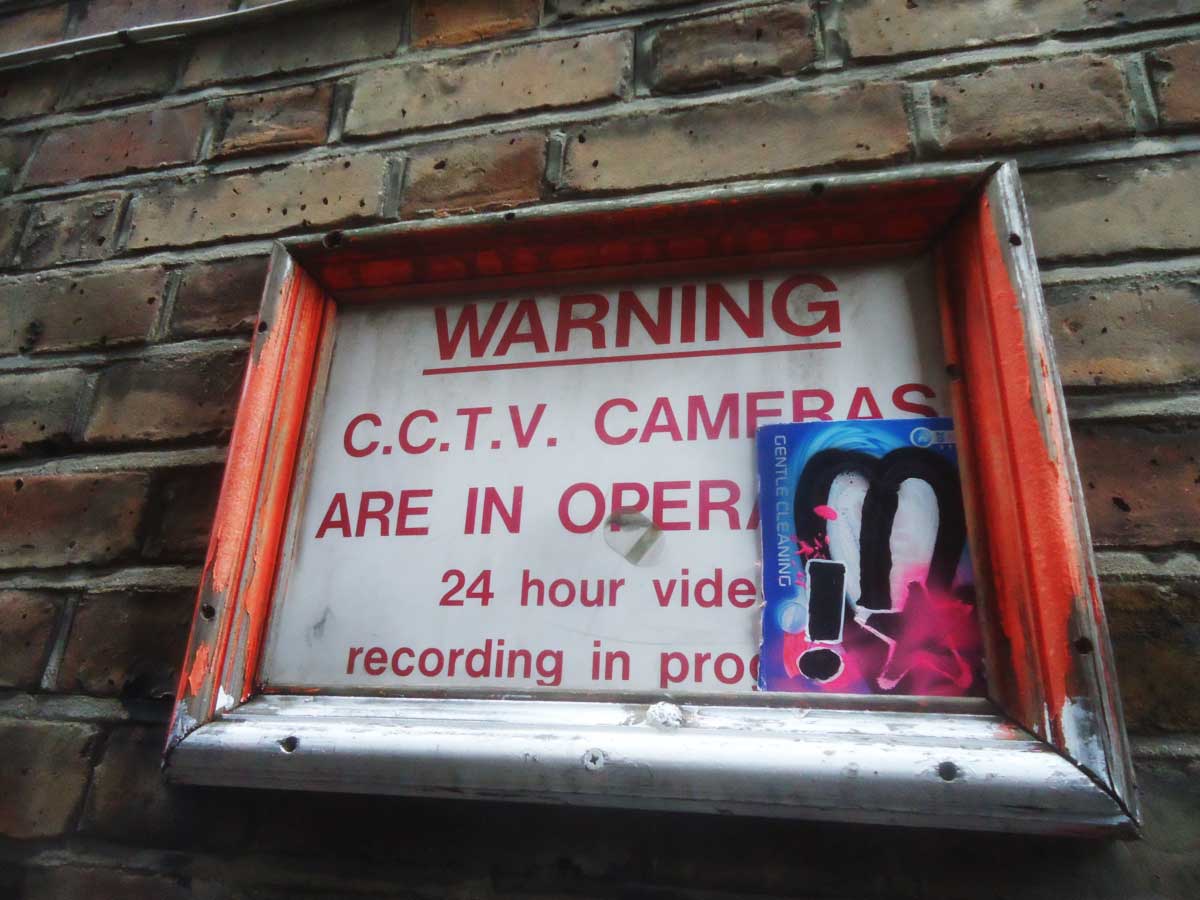 WARNING
C.C.T.V. CAMERAS
ARE IN OPERA
24 hour vide
recording in prog
GENTLE CLEANING
m